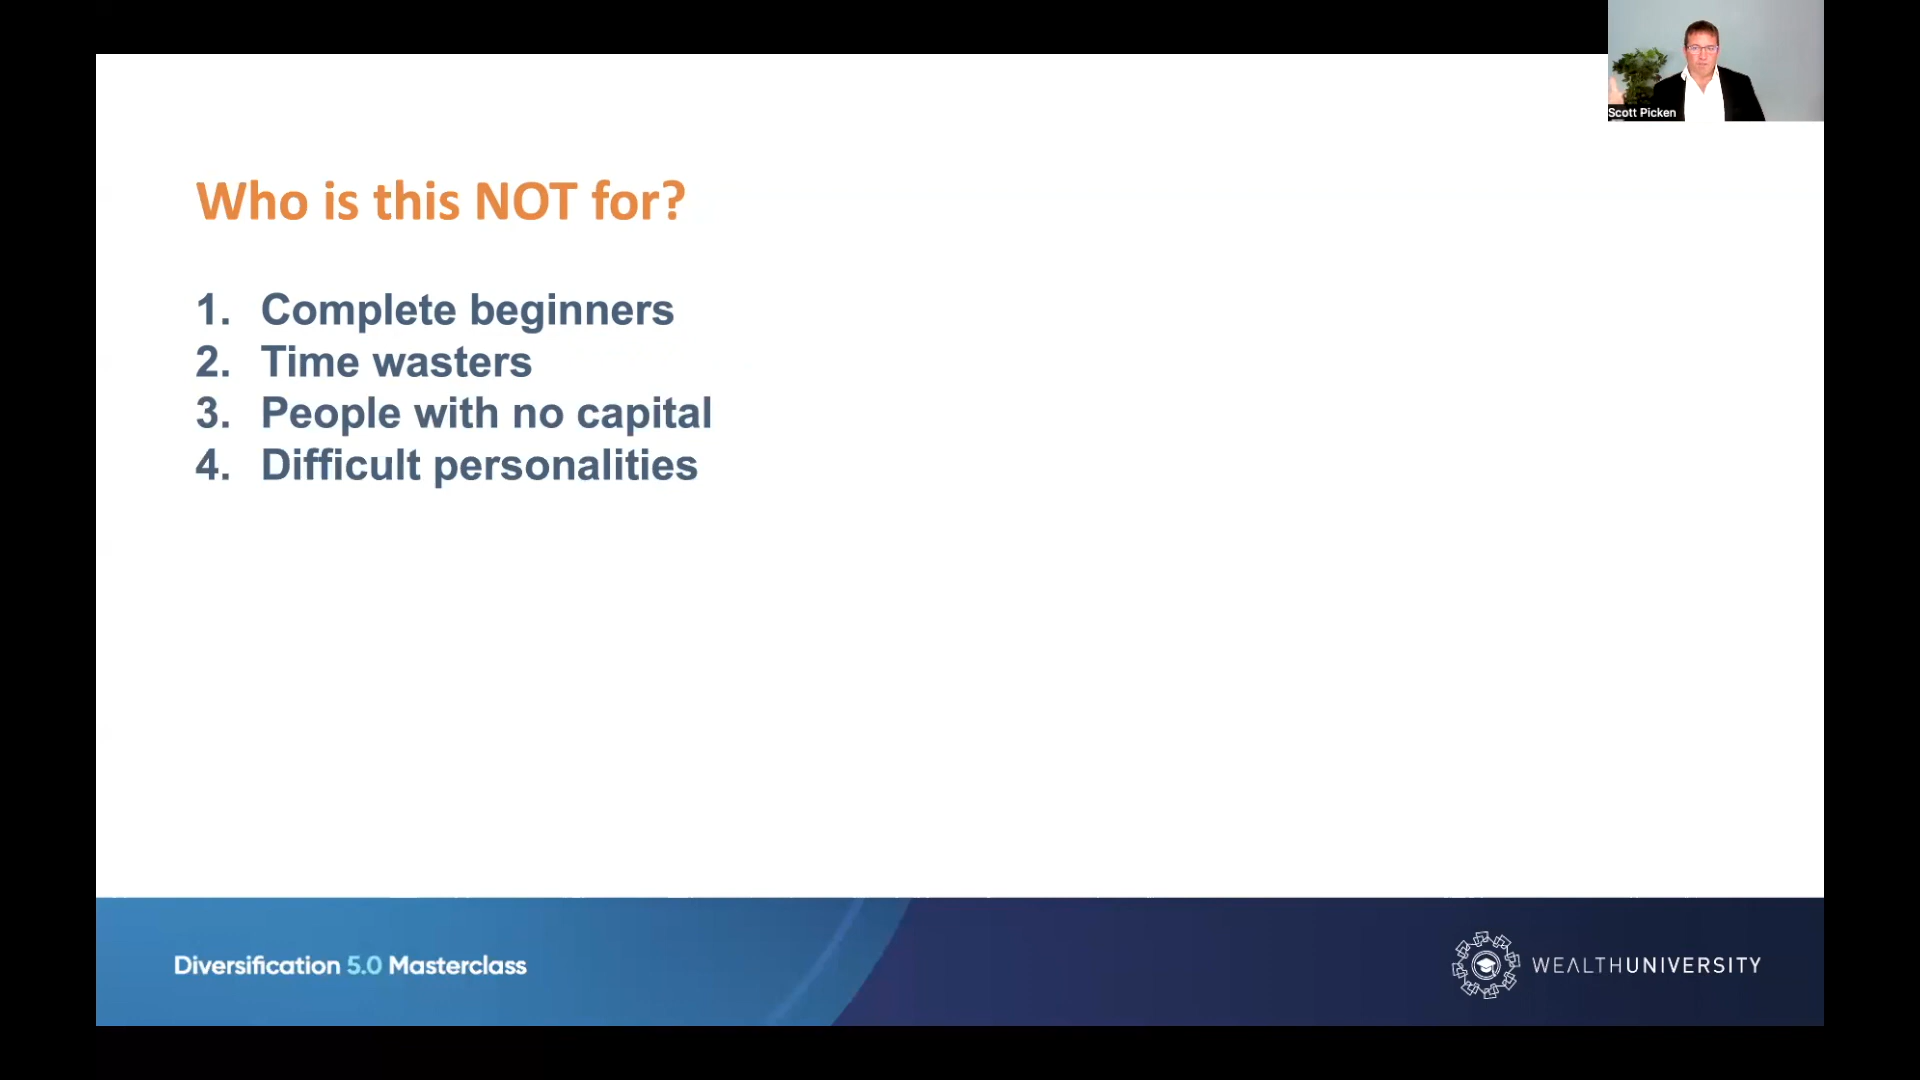 Scott Picken
Who is this NOT for?
1. Complete beginners
2. Time wasters
3. People with no capital
4. Difficult personalities
Diversification 5.0 Masterclass
WEALTHUNIVERSITY